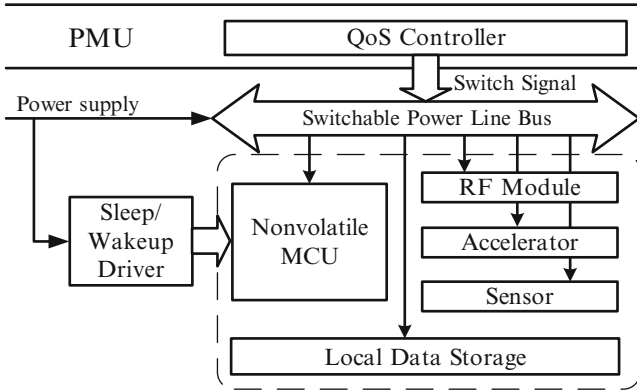 PMU
QoS Controller
Switch Signal
Power supply
Switchable Power Line Bus
RF Module
Sleep/
Wakeup
Driver
Nonvolatile
MCU
Accelerator
Sensor
Local Data Storage